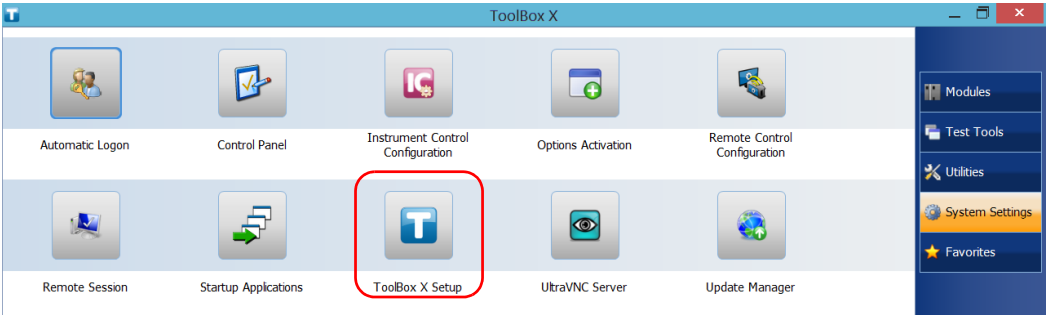 ToolBox X
Automatic Logon
Control Panel
Instrument Control
Configuration
Options Activation
Remote Control
Configuration
Remote Session
Startup Applications
ToolBox X Setup
UltraVNC Server
Update Manager
Modules
Test Tools
Utilities
System Settings
Favorites